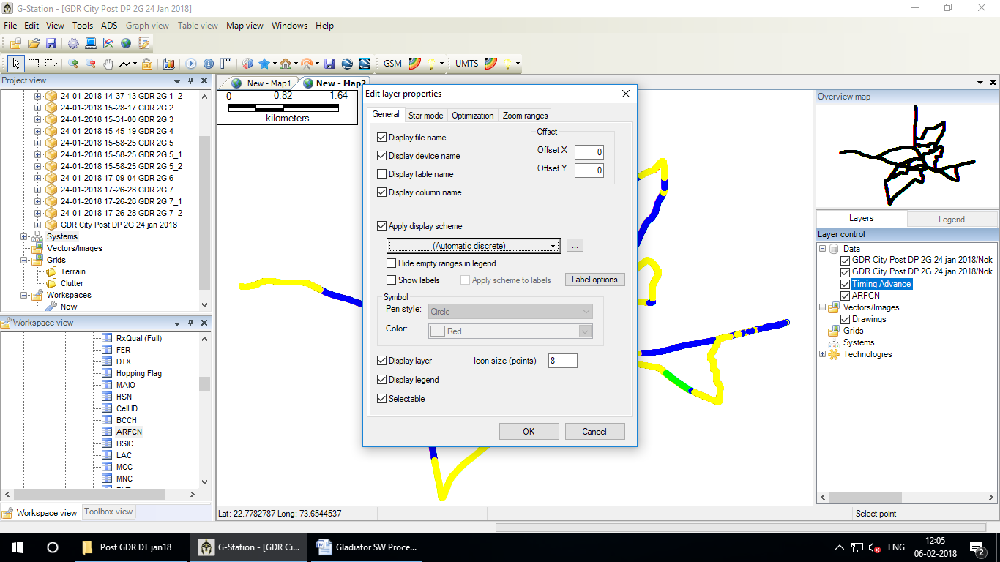 G-Station - [GDR City Post DP 2G 24 Jan 2018]
File Edit View Tools ADS Graph view Table view Map view Windows Help
GSM UMTS
Project view
24-01-2018 14-37-13 GDR 2G 1_2
24-01-2018 15-28-17 GDR 2G 2
24-01-2018 15-31-00 GDR 2G 3
24-01-2018 15-45-19 GDR 2G 4
24-01-2018 15-58-25 GDR 2G 5
24-01-2018 15-58-25 GDR 2G 5_1
24-01-2018 15-58-25 GDR 2G 5_2
24-01-2018 17-09-04 GDR 2G 6
24-01-2018 17-26-28 GDR 2G 7
24-01-2018 17-26-28 GDR 2G 7_1
24-01-2018 17-26-28 GDR 2G 7_2
GDR City Post DP 2G 24 jan 2018
Systems
Vectors/Images
Grids
Terrain
Clutter
Workspaces
New
Workspace view
RxQual (Full)
FER
DTX
Hopping Flag
MAIO
HSN
Cell ID
BCCH
ARFCN
BSIC
LAC
MCC
MNC
Workspace view Toolbox view
New - Map1 New - Map2
0 0.82 1.64
kilometers
Edit layer properties
General Star mode Optimization Zoom ranges
Display file name
Display device name
Display table name
Display column name
Offset
Offset X 0
Offset Y 0
Apply display scheme
(Automatic discrete) ...
Hide empty ranges in legend
Show labels Apply scheme to labels Label options
Symbol
Pen style: Circle
Color: Red
Display layer Icon size (points) 8
Display legend
Selectable
OK Cancel
Overview map
Layers Legend
Layer control
Data
GDR City Post DP 2G 24 jan 2018/Nok
GDR City Post DP 2G 24 jan 2018/Nok
Timing Advance
ARFCN
Vectors/Images
Drawings
Grids
Systems
Technologies
Lat: 22.7782787 Long: 73.6544537
Select point
Post GDR DT jan18 G-Station - [GDR Ci... Gladiator SW Proce... ENG
12:05
06-02-2018
2